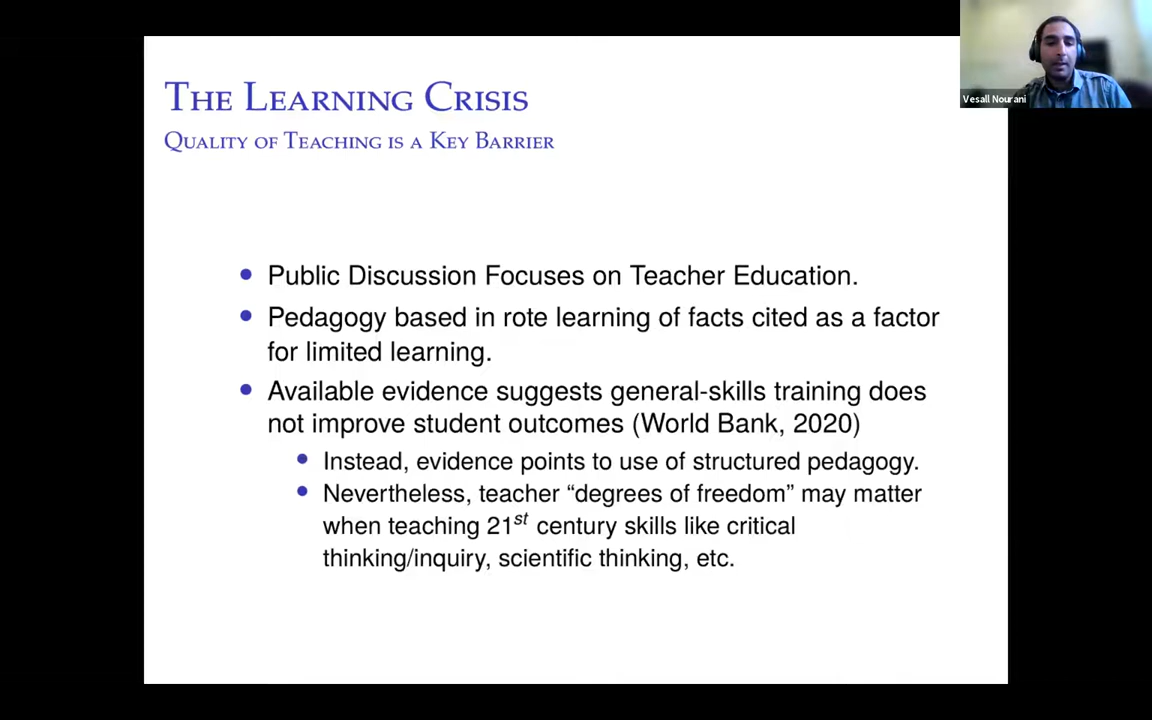 THE LEARNING CRISIS
QUALITY OF TEACHING IS A KEY BARRIER
Vesall Nourani
• Public Discussion Focuses on Teacher Education.
• Pedagogy based in rote learning of facts cited as a factor
for limited learning.
• Available evidence suggests general-skills training does
not improve student outcomes (World Bank, 2020)
• Instead, evidence points to use of structured pedagogy.
• Nevertheless, teacher “degrees of freedom” may matter
when teaching 21st century skills like critical
thinking/inquiry, scientific thinking, etc.